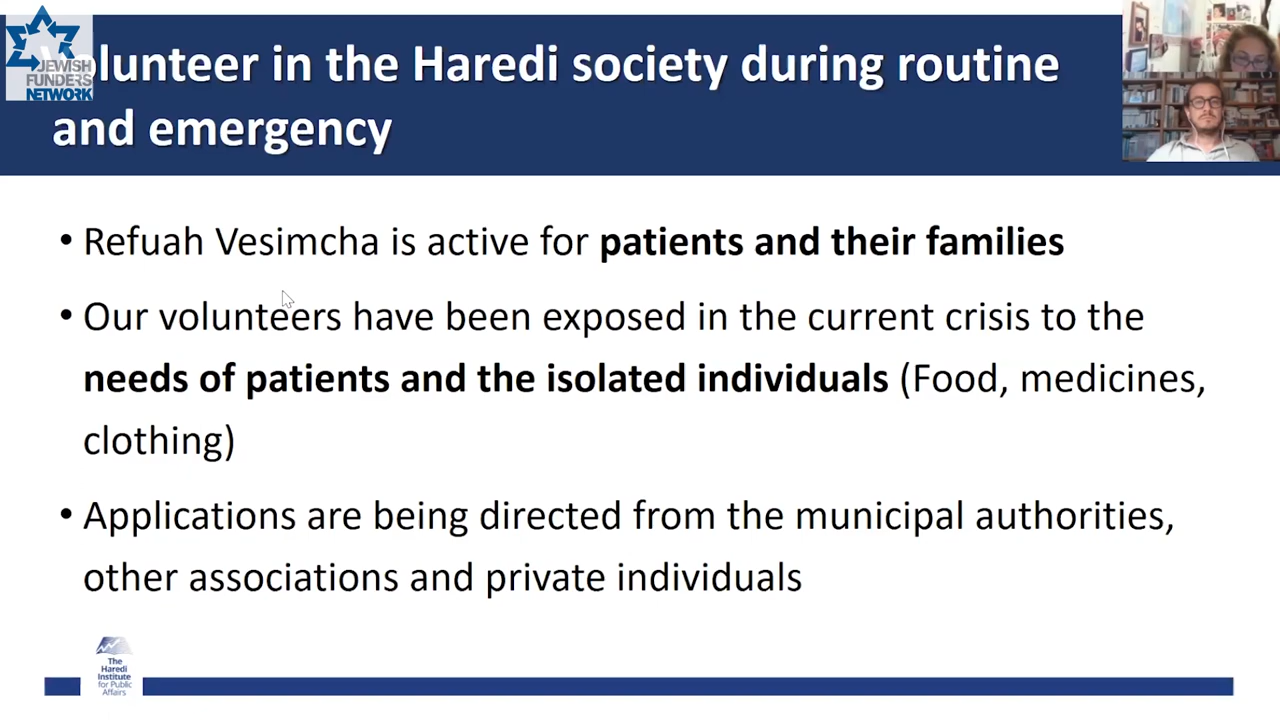 JEWISH
FUNDERS
NETWORK
lunteer in the Haredi society during routine
and emergency
• Refuah Vesimcha is active for patients and their families
• Our volunteers have been exposed in the current crisis to the
needs of patients and the isolated individuals (Food, medicines,
clothing)
• Applications are being directed from the municipal authorities,
other associations and private individuals
The
Haredi
Institute
for Public
Affairs